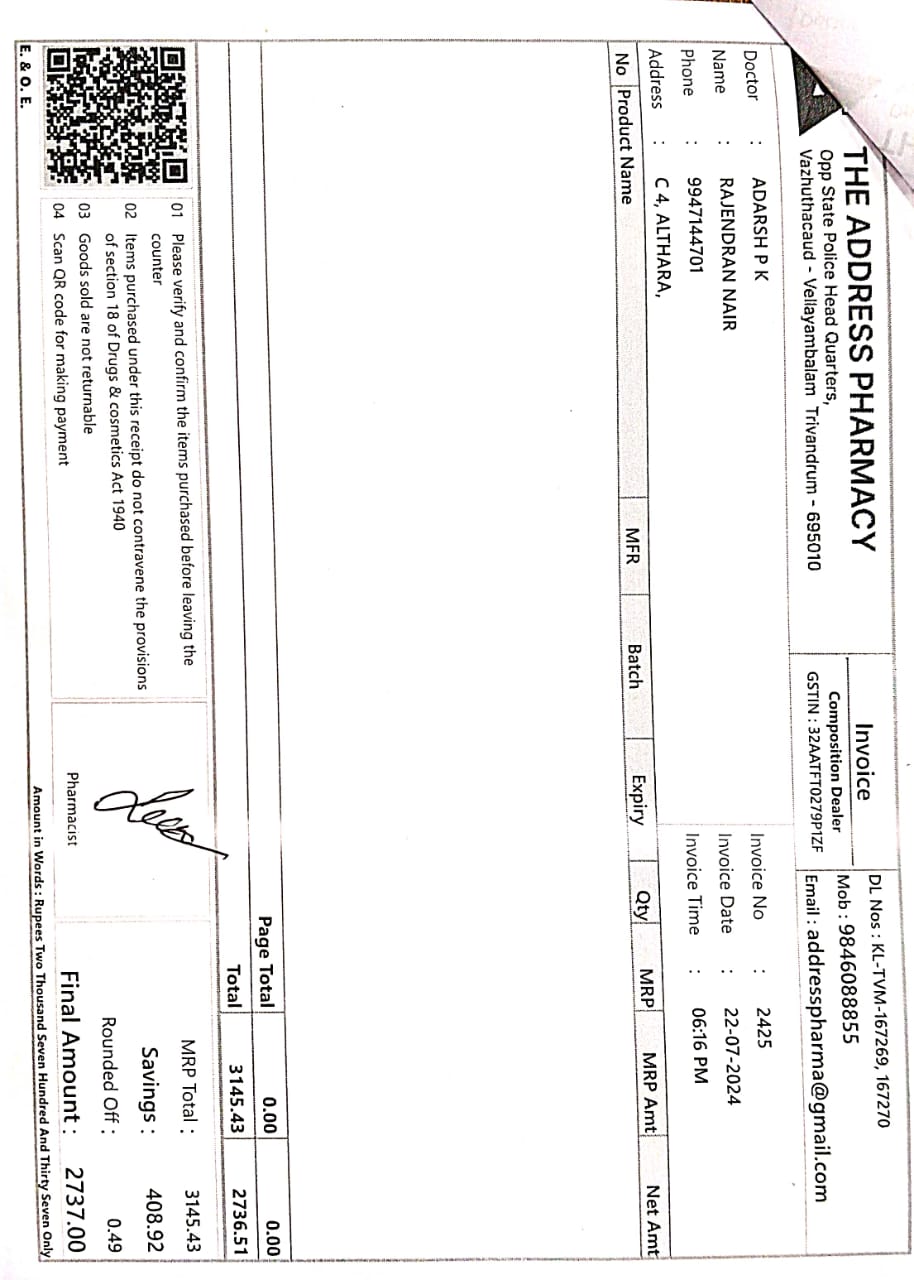 THE ADDRESS PHARMACY
Opp State Police Head Quarters,
Vazhuthacaud - Vellayambalam Trivandrum - 695010
Invoice
Composition Dealer
GSTIN : 32AATFT0279P1ZF
DL Nos : KL-TVM-167269, 167270
Mob : 9846088855
Email : addresspharma@gmail.com
Doctor : ADARSH P K
Name : RAJENDRAN NAIR
Phone : 9947144701
Address : C 4, ALTHARA,
Invoice No : 2425
Invoice Date : 22-07-2024
Invoice Time : 06:16 PM
No Product Name MFR Batch Expiry Qty MRP MRP Amt Net Amt
Page Total 0.00 0.00
Total 3145.43 2736.51
01 Please verify and confirm the items purchased before leaving the
counter
02 Items purchased under this receipt do not contravene the provisions
of section 18 of Drugs & cosmetics Act 1940
03 Goods sold are not returnable
04 Scan QR code for making payment
E. & O. E.
Pharmacist
MRP Total : 3145.43
Savings : 408.92
Rounded Off : 0.49
Final Amount : 2737.00
Amount in Words : Rupees Two Thousand Seven Hundred And Thirty Seven Only